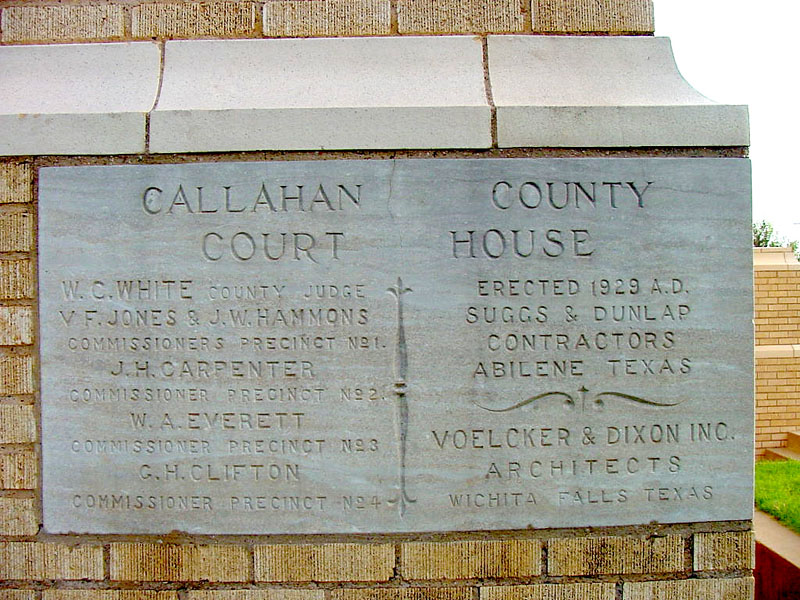 CALLAHAN COUNTY
COURT HOUSE
W. C. WHITE COUNTY JUDGE
V F. JONES & J. W. HAMMONS
COMMISSIONERS PRECINCT No1.
J. H. CARPENTER
COMMISSIONER PRECINCT No2.
W. A. EVERETT
COMMISSIONER PRECINCT No3
G. H. CLIFTON
COMMISSIONER PRECINCT No4
ERECTED 1929 A.D.
SUGGS & DUNLAP
CONTRACTORS
ABILENE TEXAS
VOELCKER & DIXON INC.
ARCHITECTS
WICHITA FALLS TEXAS